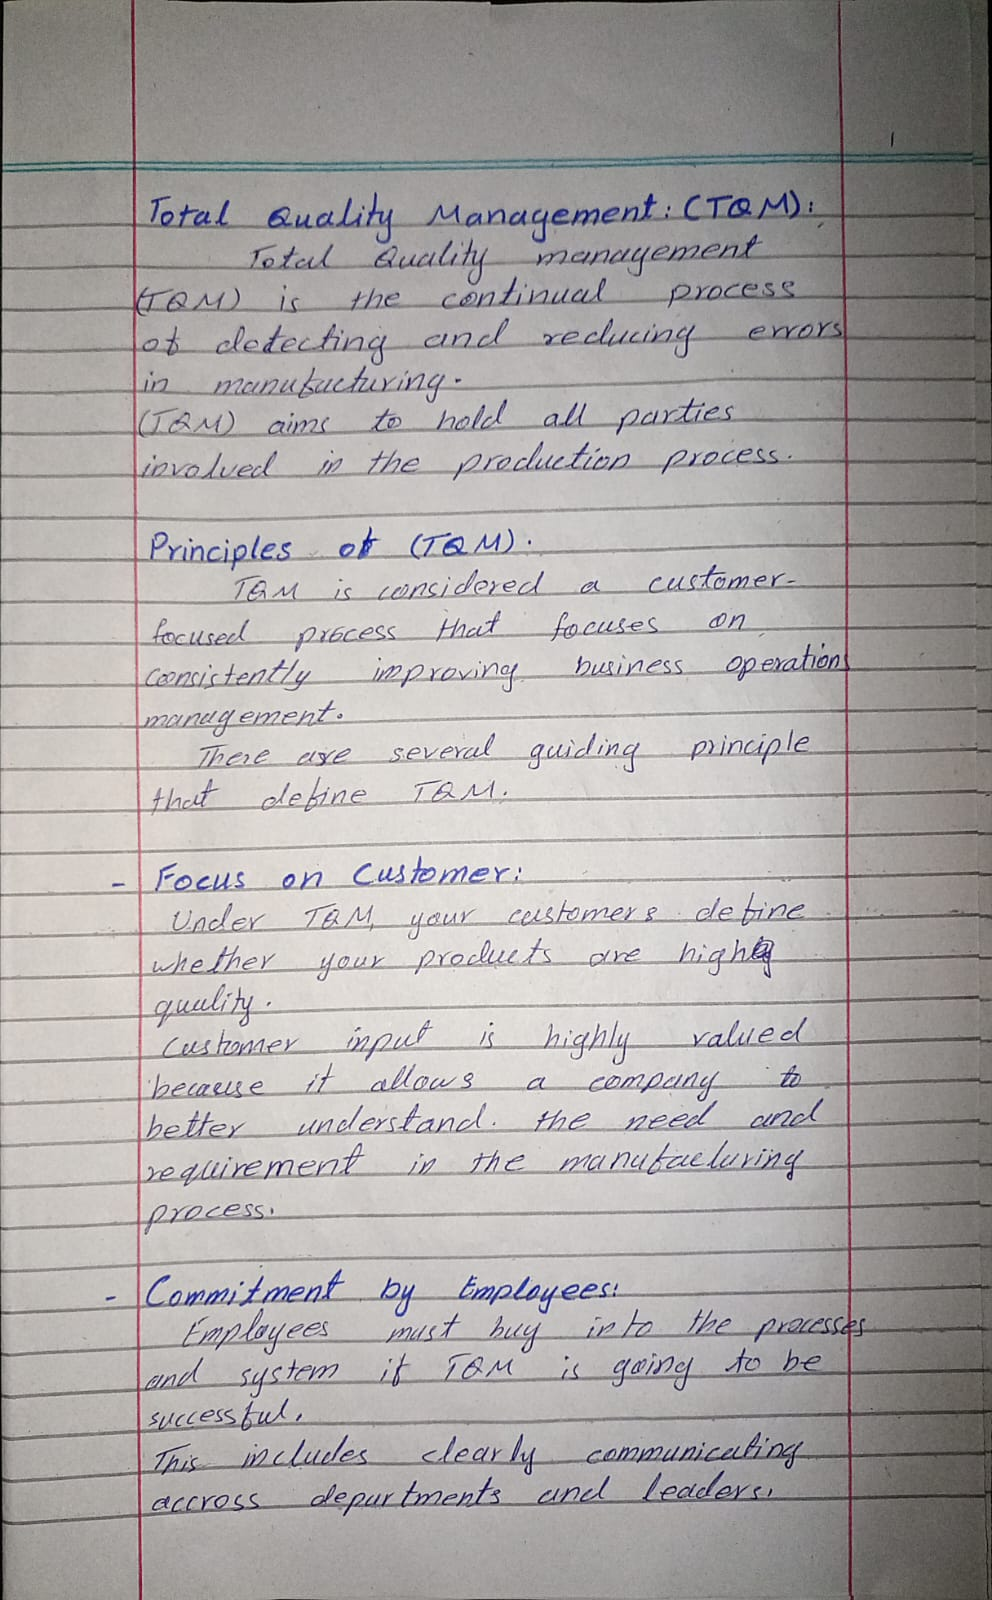 1
Total Quality Management: (TQM):
Total Quality management
(TQM) is the continual process
of detecting and reducing errors
in manufacturing.
(TQM) aims to hold all parties
involved in the production process.
Principles of (TQM).
TQM is considered a customer-
focused process that focuses on
consistently improving business operations
management.
There are several guiding principle
that define TQM.
- Focus on Customer:
Under TQM, your customers define
whether your products are high
quality.
Customer input is highly valued
because it allows a company to
better understand. the need and
requirement in the manufacturing
process.
- Commitment by Employees:
Employees must buy into the processes
and system if TQM is going to be
successful.
This includes clearly communicating
accross departments and leaders.